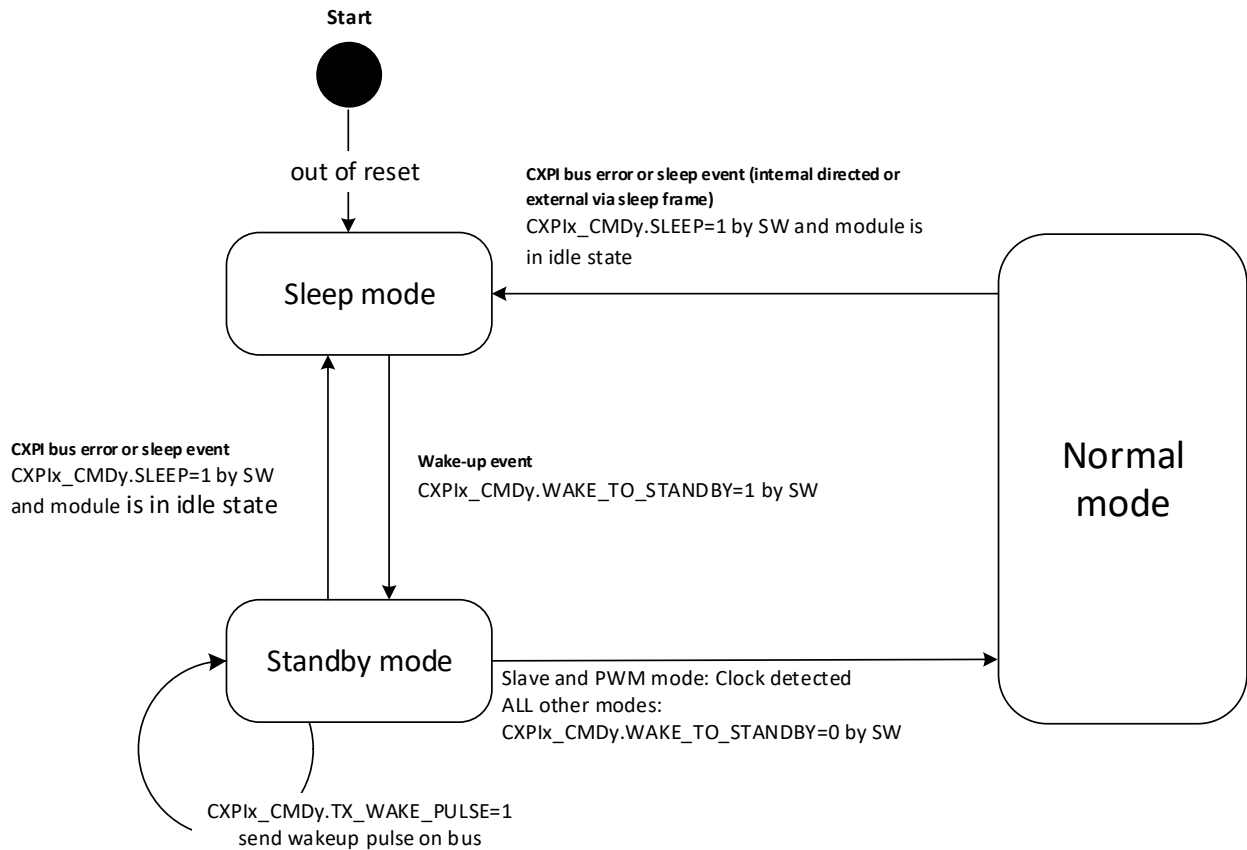 Start
out of reset
CXPI bus error or sleep event (internal directed or
external via sleep frame)
CXPIx_CMDy.SLEEP=1 by SW and module is
in idle state
Sleep mode
Normal
mode
CXPI bus error or sleep event
CXPIx_CMDy.SLEEP=1 by SW
and module is in idle state
Wake-up event
CXPIx_CMDy.WAKE_TO_STANDBY=1 by SW
Standby mode
Slave and PWM mode: Clock detected
ALL other modes:
CXPIx_CMDy.WAKE_TO_STANDBY=0 by SW
CXPIx_CMDy.TX_WAKE_PULSE=1
send wakeup pulse on bus